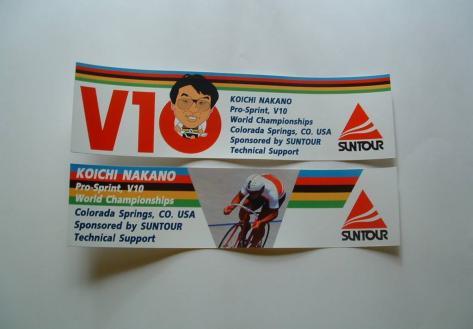 V10
KOICHI NAKANO
Pro-Sprint, V10
World Championships
Colorada Springs, CO. USA
Sponsored by SUNTOUR
Technical Support
SUNTOUR
KOICHI NAKANO
Pro-Sprint, V10
World Championships
Colorada Springs, CO. USA
Sponsored by SUNTOUR
Technical Support
SUNTOUR